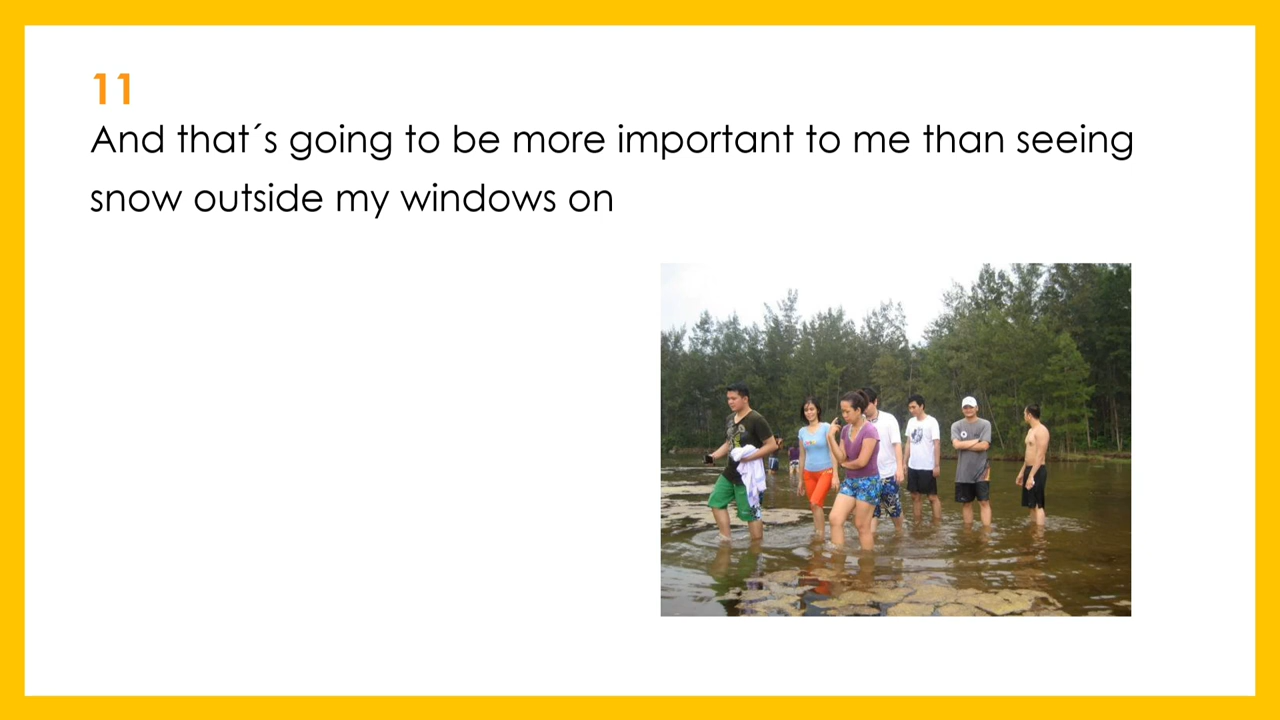 11
And that´s going to be more important to me than seeing
snow outside my windows on